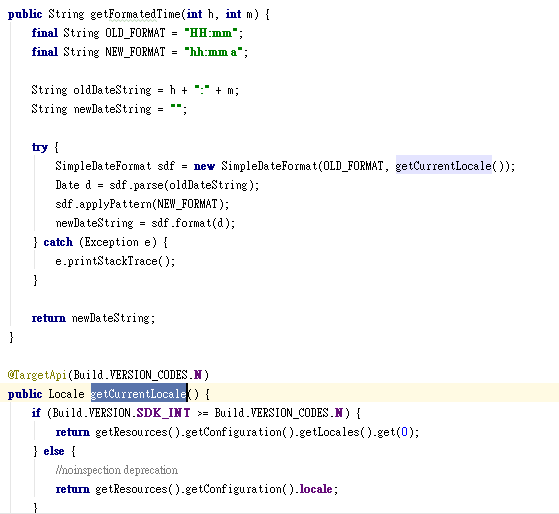 public String getFormatedTime(int h, int m) {
    final String OLD_FORMAT = "HH:mm";
    final String NEW_FORMAT = "hh:mm a";

    String oldDateString = h + ":" + m;
    String newDateString = "";

    try {
        SimpleDateFormat sdf = new SimpleDateFormat(OLD_FORMAT, getCurrentLocale());
        Date d = sdf.parse(oldDateString);
        sdf.applyPattern(NEW_FORMAT);
        newDateString = sdf.format(d);
    } catch (Exception e) {
        e.printStackTrace();
    }

    return newDateString;
}

@TargetApi(Build.VERSION_CODES.N)
public Locale getCurrentLocale() {
    if (Build.VERSION.SDK_INT >= Build.VERSION_CODES.N) {
        return getResources().getConfiguration().getLocales().get(0);
    } else {
        //noinspection deprecation
        return getResources().getConfiguration().locale;
    }